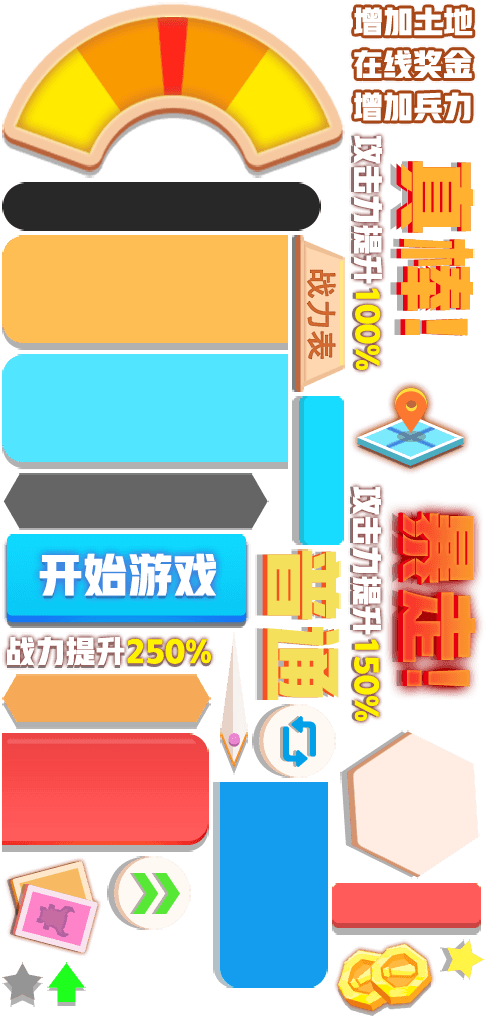 增加土地
在线奖金
增加兵力
真棒!
攻击力提升100%
战力表
暴走!
攻击力提升150%
开始游戏
普通
战力提升250%